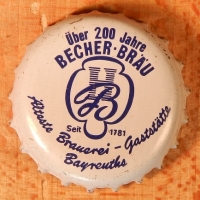 Über 200 Jahre
BECHER-BRÄU
B
Seit 1781
Älteste Brauerei - Gaststätte
Bayreuths